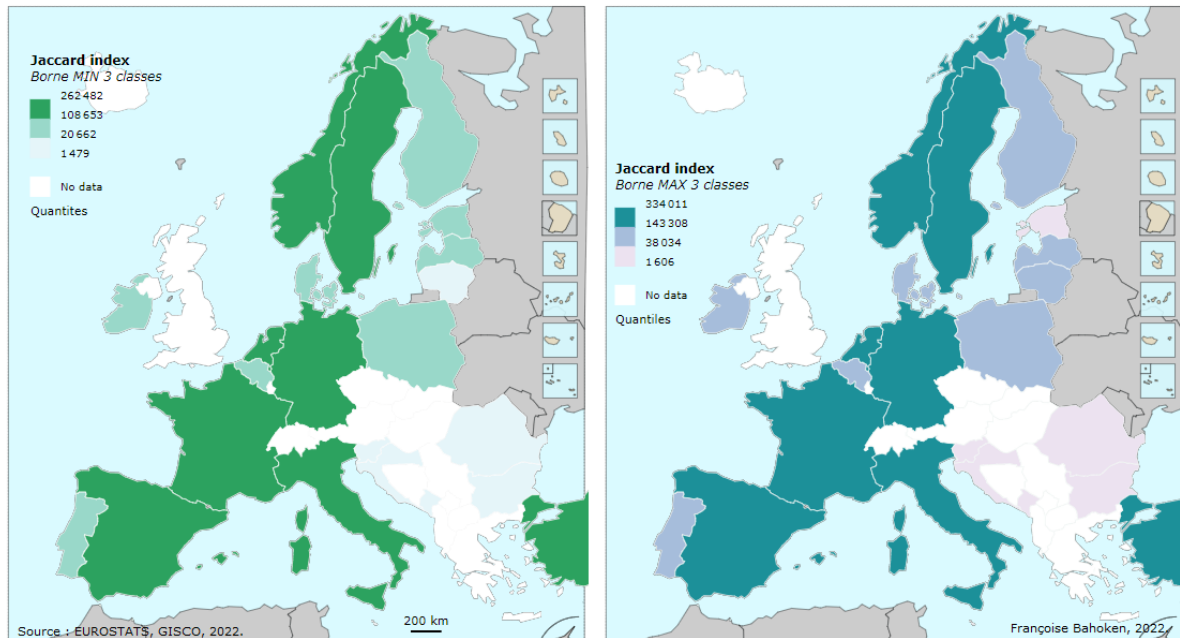 Jaccard index
Borne MIN 3 classes
262 482
108 653
20 662
1 479
No data
Quantites
200 km
Source : EUROSTATS, GISCO, 2022.
Jaccard index
Borne MAX 3 classes
334 011
143 308
38 034
1 606
No data
Quantiles
Françoise Bahoken, 2022